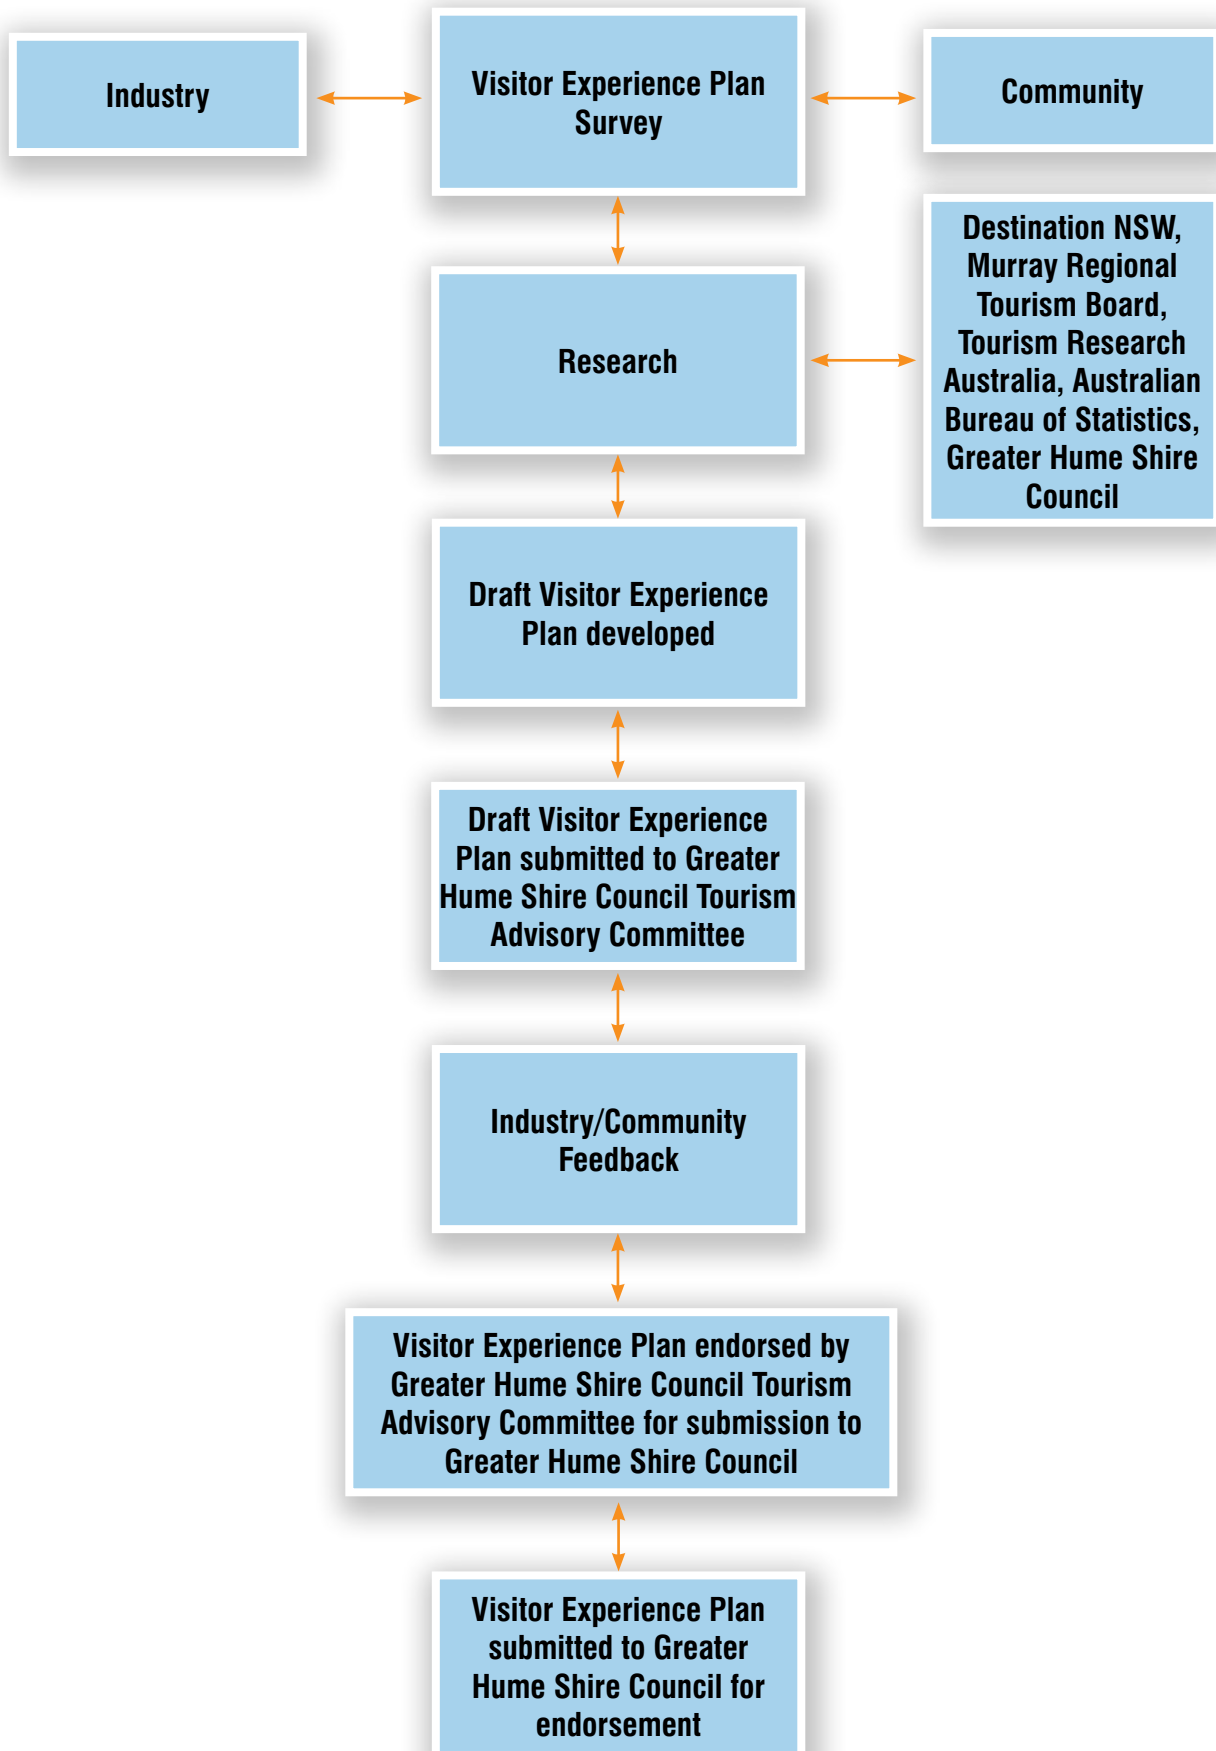 Industry
Visitor Experience Plan
Survey
Community
Destination NSW,
Murray Regional
Tourism Board,
Tourism Research
Australia, Australian
Bureau of Statistics,
Greater Hume Shire
Council
Research
Draft Visitor Experience
Plan developed
Draft Visitor Experience
Plan submitted to Greater
Hume Shire Council Tourism
Advisory Committee
Industry/Community
Feedback
Visitor Experience Plan endorsed by
Greater Hume Shire Council Tourism
Advisory Committee for submission to
Greater Hume Shire Council
Visitor Experience Plan
submitted to Greater
Hume Shire Council for
endorsement